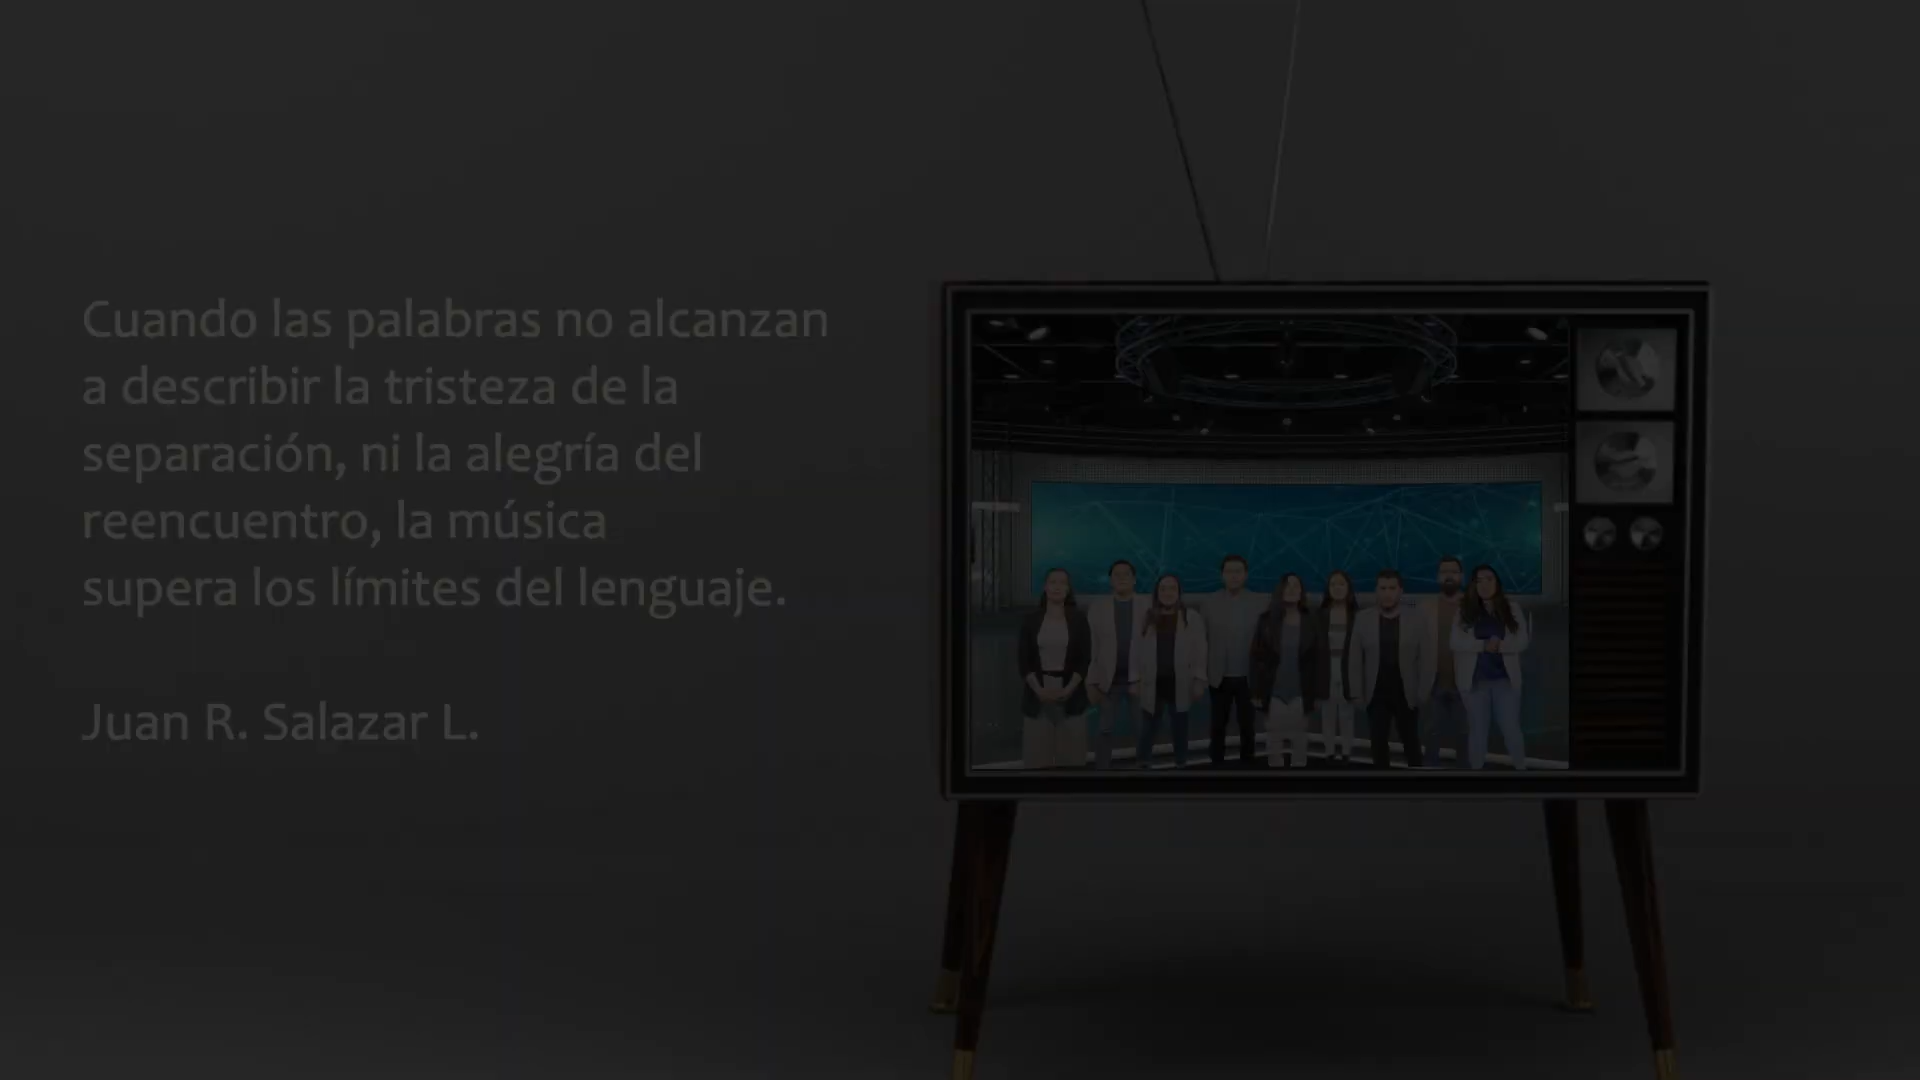 Cuando las palabras no alcanzan
a describir la tristeza de la
separación, ni la alegría del
reencuentro, la música
supera los límites del lenguaje.
Juan R. Salazar L.